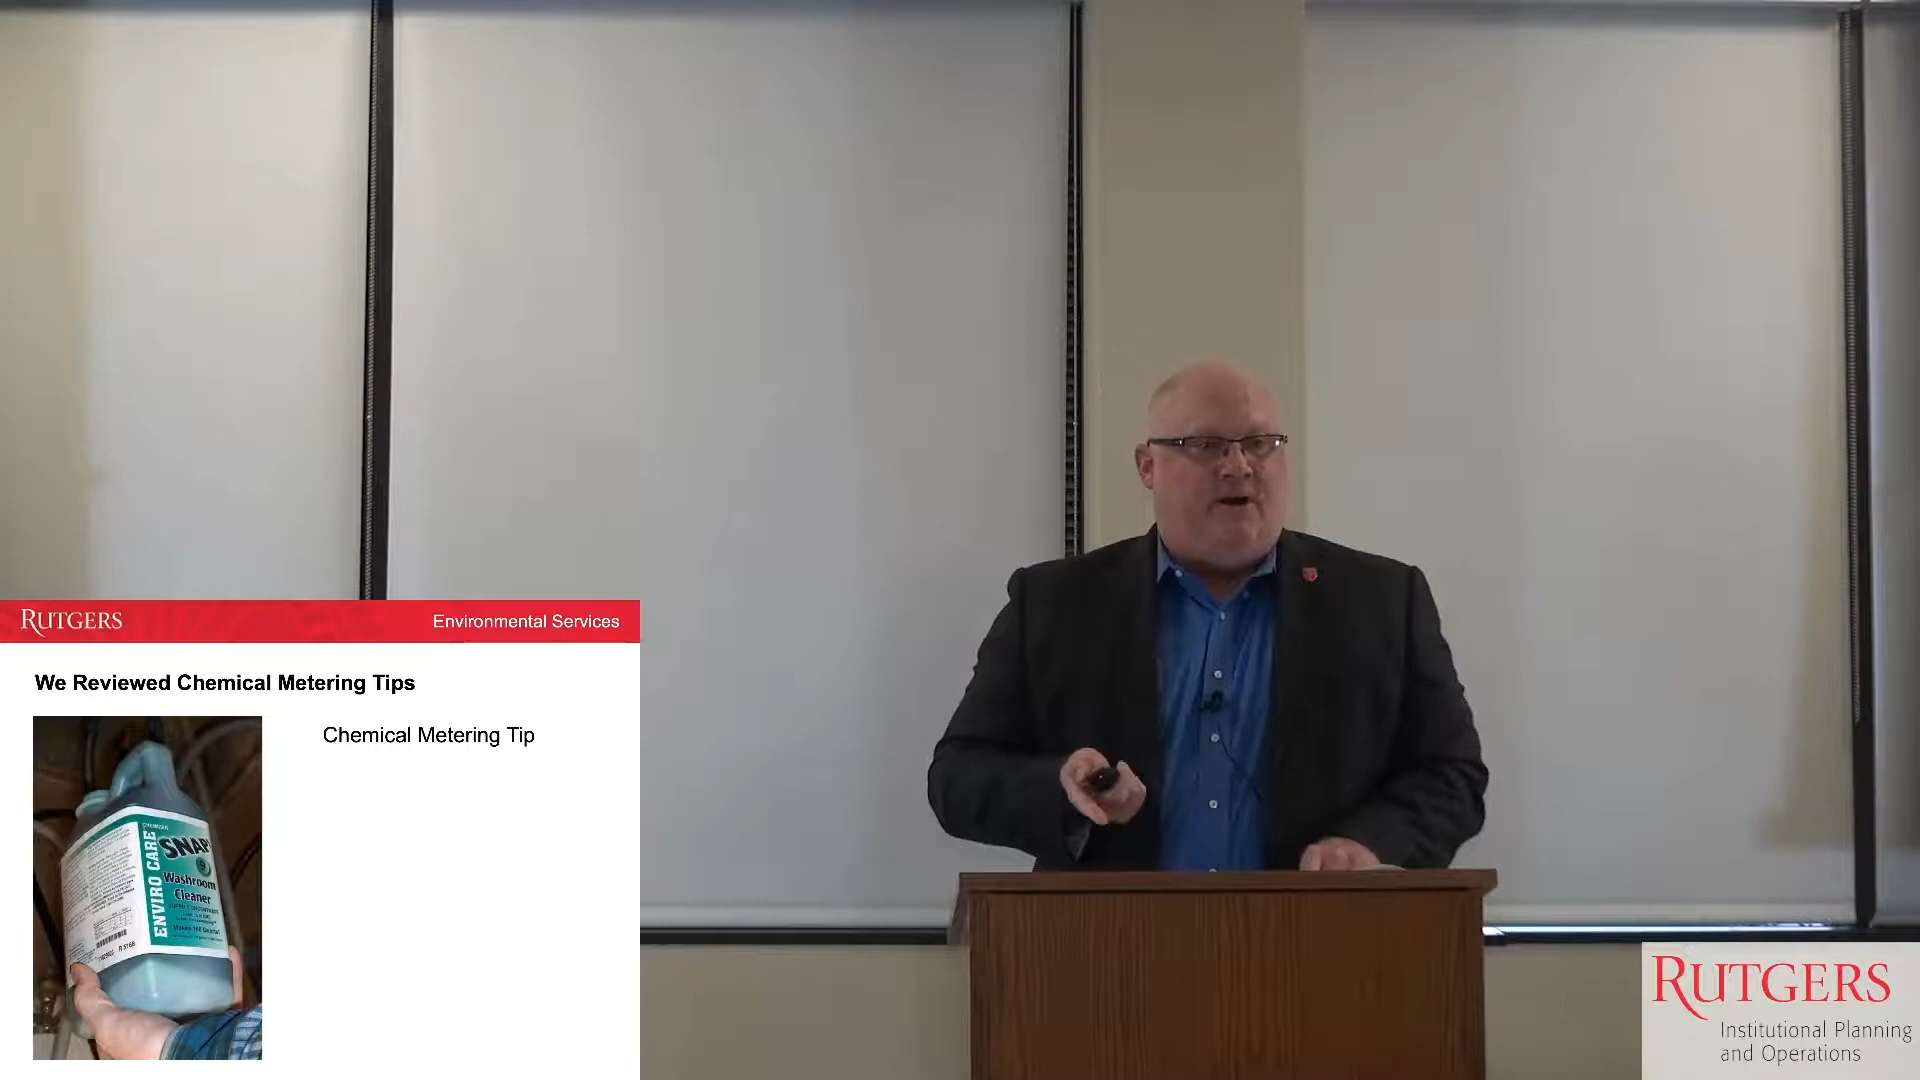 RUTGERS
Environmental Services
We Reviewed Chemical Metering Tips
Chemical Metering Tip
ENVIRO CARE
SNAP!
9
Washroom
Cleaner
RUTGERS
Institutional Planning
and Operations